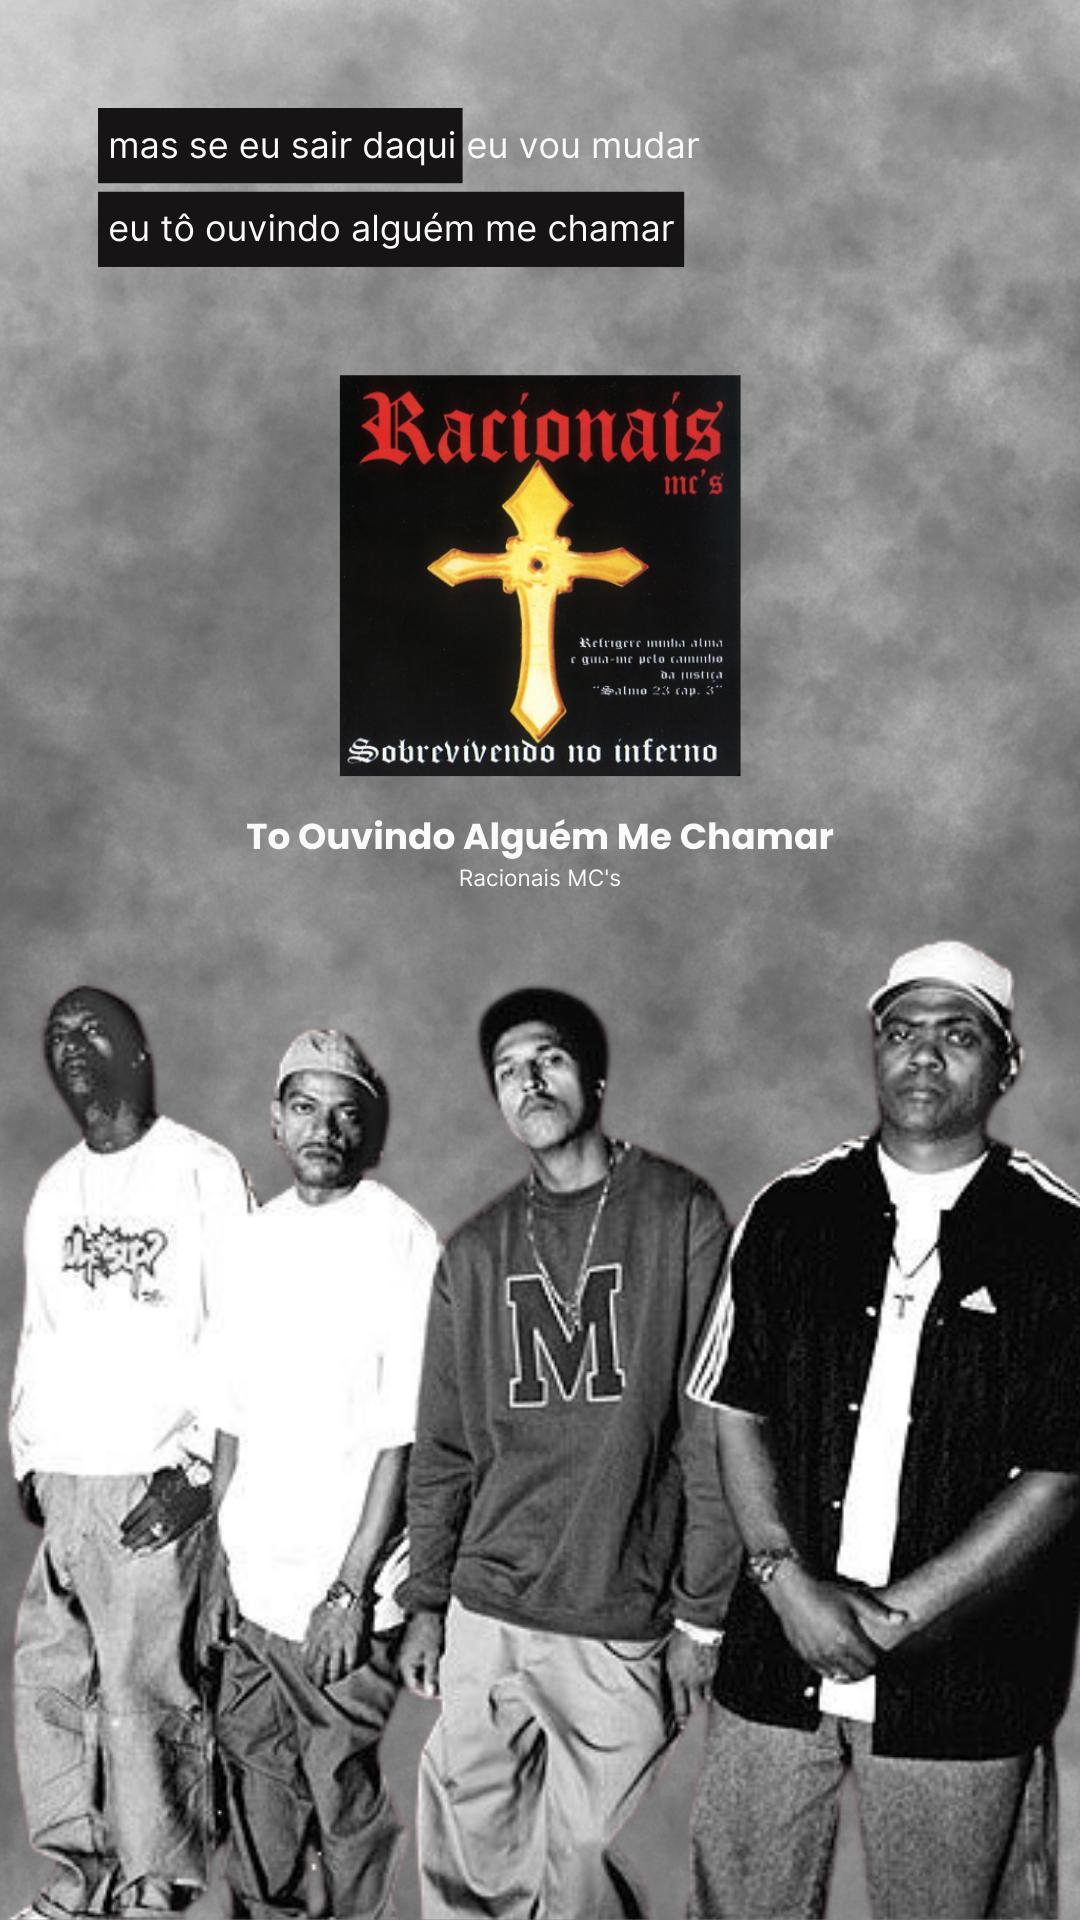 mas se eu sair daqui eu vou mudar
eu tô ouvindo alguém me chamar
Racionais
mc's
Refrigere minha alma
e guia-me pelo caminho
da justiça
"Salmo 23 cap. 3"
Sobrevivendo no inferno
To Ouvindo Alguém Me Chamar
Racionais MC's
M